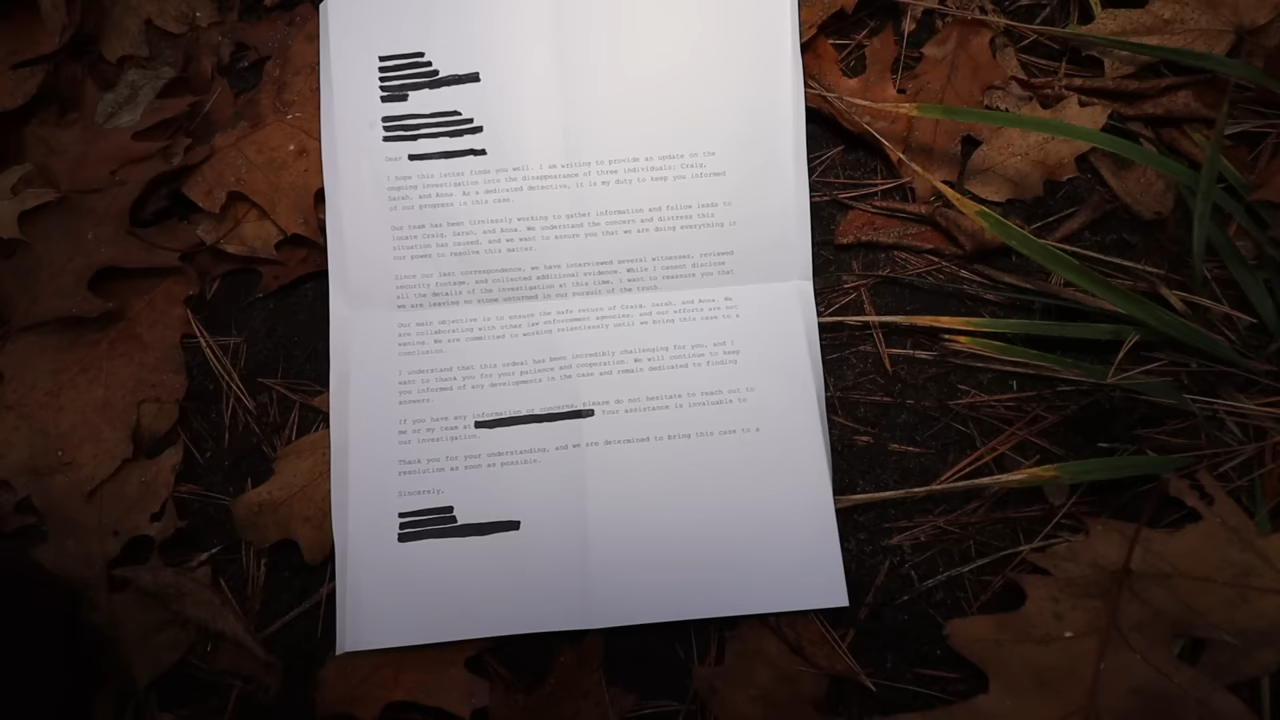 Dear
I hope this letter finds you well. I am writing to provide an update on the
ongoing investigation into the disappearance of three individuals: Craig,
Sarah, and Anna. As a dedicated detective, it is my duty to keep you informed
of our progress in this case.
Our team has been tirelessly working to gather information and follow leads to
locate Craig, Sarah, and Anna. We understand the concern and distress this
situation has caused, and we want to assure you that we are doing everything in
our power to resolve this matter.
Since our last correspondence, we have interviewed several witnesses, reviewed
security footage, and collected additional evidence. While I cannot disclose
all the details of the investigation at this time, I want to reassure you that
we are leaving no stone unturned in our pursuit of the truth.
Our main objective is to ensure the safe return of Craig, Sarah, and Anna. We
are collaborating with other law enforcement agencies, and our efforts are not
waning. We are committed to working relentlessly until we bring this case to a
conclusion.
I understand that this ordeal has been incredibly challenging for you, and I
want to thank you for your patience and cooperation. We will continue to keep
you informed of any developments in the case and remain dedicated to finding
answers.
If you have any information or concerns, please do not hesitate to reach out to
me or my team at Your assistance is invaluable to
our investigation.
Thank you for your understanding, and we are determined to bring this case to a
resolution as soon as possible.
Sincerely,